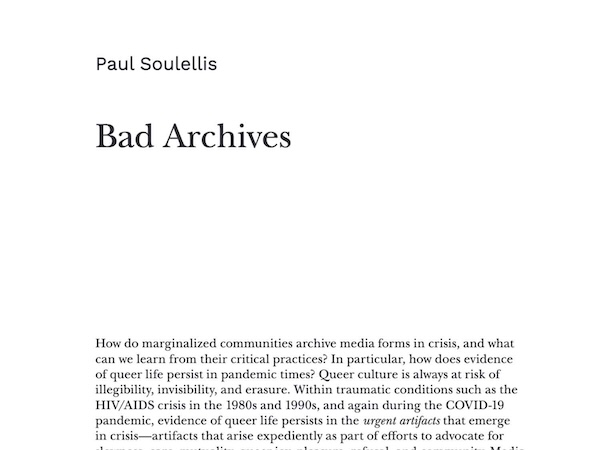 Paul Soulellis
Bad Archives
How do marginalized communities archive media forms in crisis, and what
can we learn from their critical practices? In particular, how does evidence
of queer life persist in pandemic times? Queer culture is always at risk of
illegibility, invisibility, and erasure. Within traumatic conditions such as the
HIV/AIDS crisis in the 1980s and 1990s, and again during the COVID-19
pandemic, evidence of queer life persists in the urgent artifacts that emerge
in crisis—artifacts that arise expediently as part of efforts to advocate for